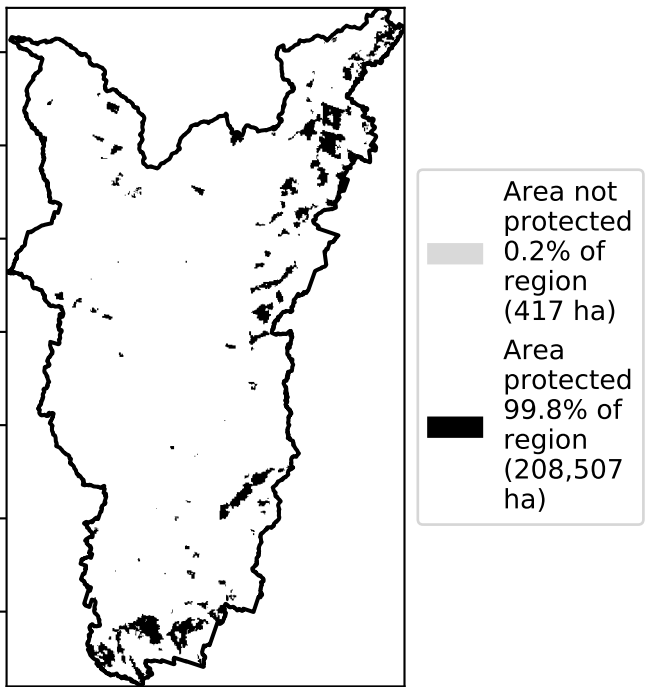 Area not
protected
0.2% of
region
(417 ha)
Area
protected
99.8% of
region
(208,507
ha)